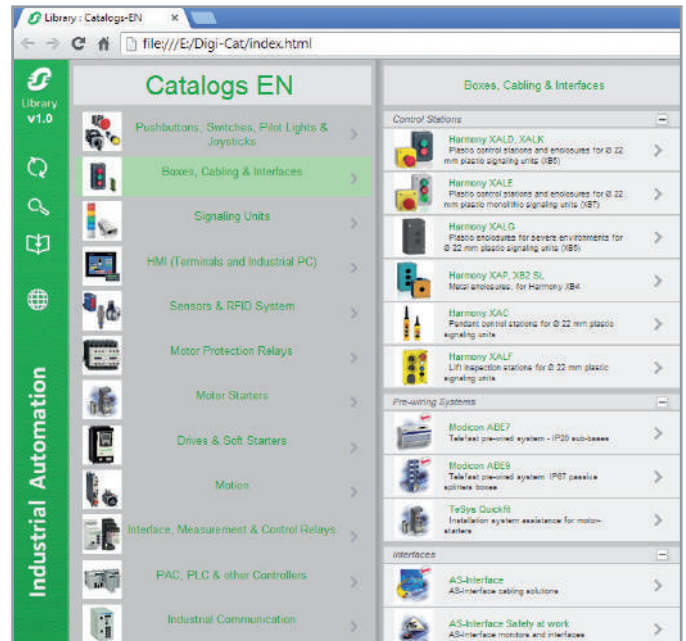 Library : Catalogs-EN
file:///E:/Digi-Cat/index.html
Library
v1.0
Industrial Automation
Catalogs EN
Pushbuttons, Switches, Pilot Lights &
Joysticks
Boxes, Cabling & Interfaces
Signaling Units
HMI (Terminals and Industrial PC)
Sensors & RFID System
Motor Protection Relays
Motor Starters
Drives & Soft Starters
Motion
Interface, Measurement & Control Relays
PAC, PLC & other Controllers
Industrial Communication
Boxes, Cabling & Interfaces
Control Stations
Harmony XALD, XALK
Plastic control stations and enclosures for Ø 22
mm plastic signaling units (XB5)
Harmony XALE
Plastic control stations and enclosures for Ø 22
mm plastic monolithic signaling units (XB7)
Harmony XALG
Plastic enclosures for severe environments for
Ø 22 mm plastic signaling units (XB5)
Harmony XAP, XB2 SL
Metal enclosures, for Harmony XB4
Harmony XAC
Pendant control stations for Ø 22 mm plastic
signaling units
Harmony XALF
Lift inspection stations for Ø 22 mm plastic
signaling units
Pre-wiring Systems
Modicon ABE7
Telefast pre-wired system - IP20 sub-bases
Modicon ABE9
Telefast pre-wired system IP67 passive
splitters boxes
TeSys Quickfit
Installation system assistance for motor-
starters
Interfaces
AS-Interface
AS-Interface cabling solutions
AS-Interface Safety at work
AS-Interface monitors and interfaces